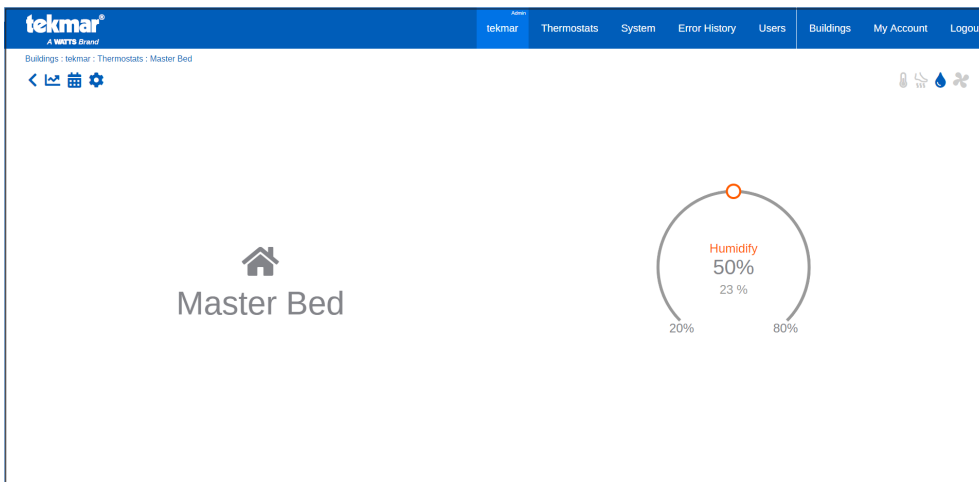 tekmar®
A WATTS Brand
Admin
tekmar Thermostats System Error History Users Buildings My Account Logou
Buildings : tekmar : Thermostats : Master Bed
Master Bed
Humidify
50%
23 %
20% 80%